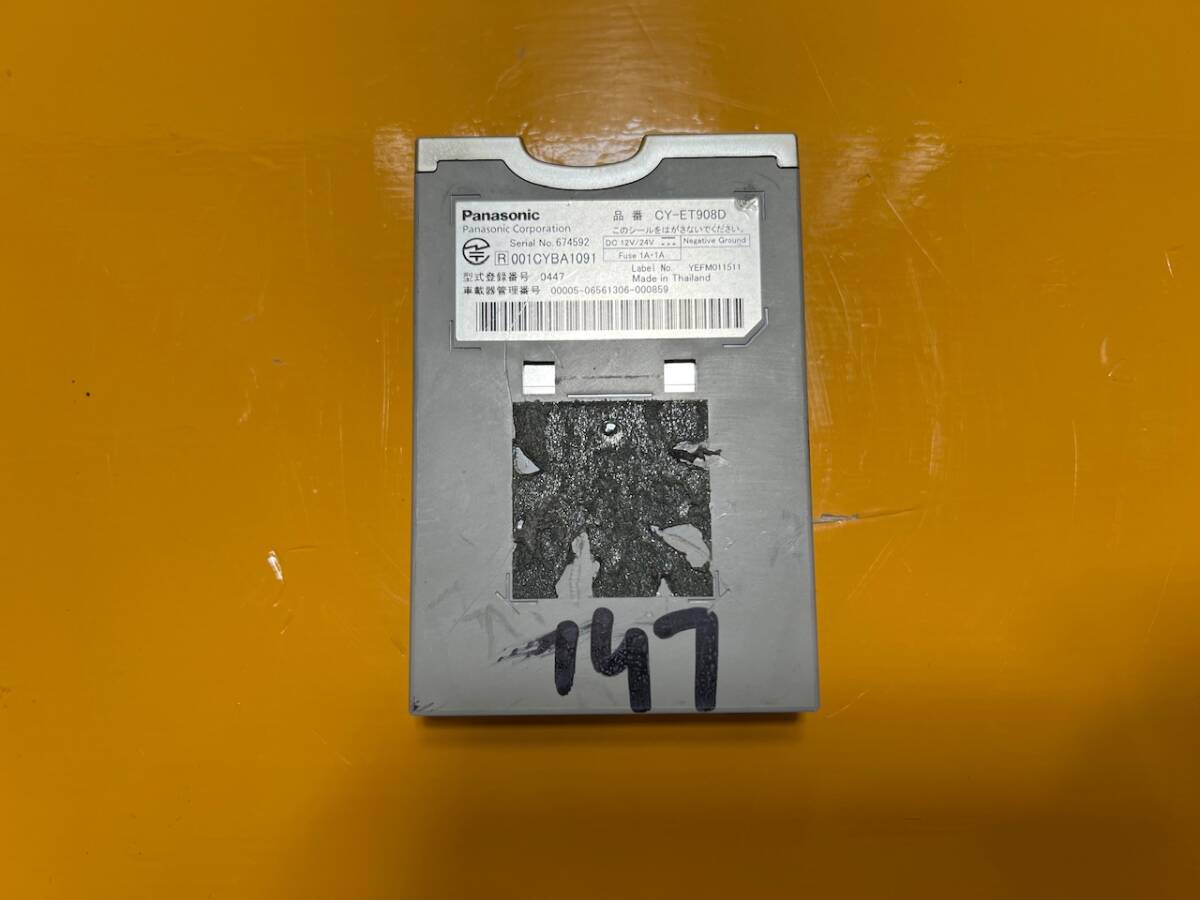 Panasonic
Panasonic Corporation
品番 CY-ET908D
このシールをはがさないでください。
Serial No. 674592
DC 12V/24V Negative Ground
Fuse 1A・1A
R 001CYBA1091
Label No. YEFM011511
型式登録番号 0447
Made in Thailand
車載器管理番号 00005-06561306-000859
147